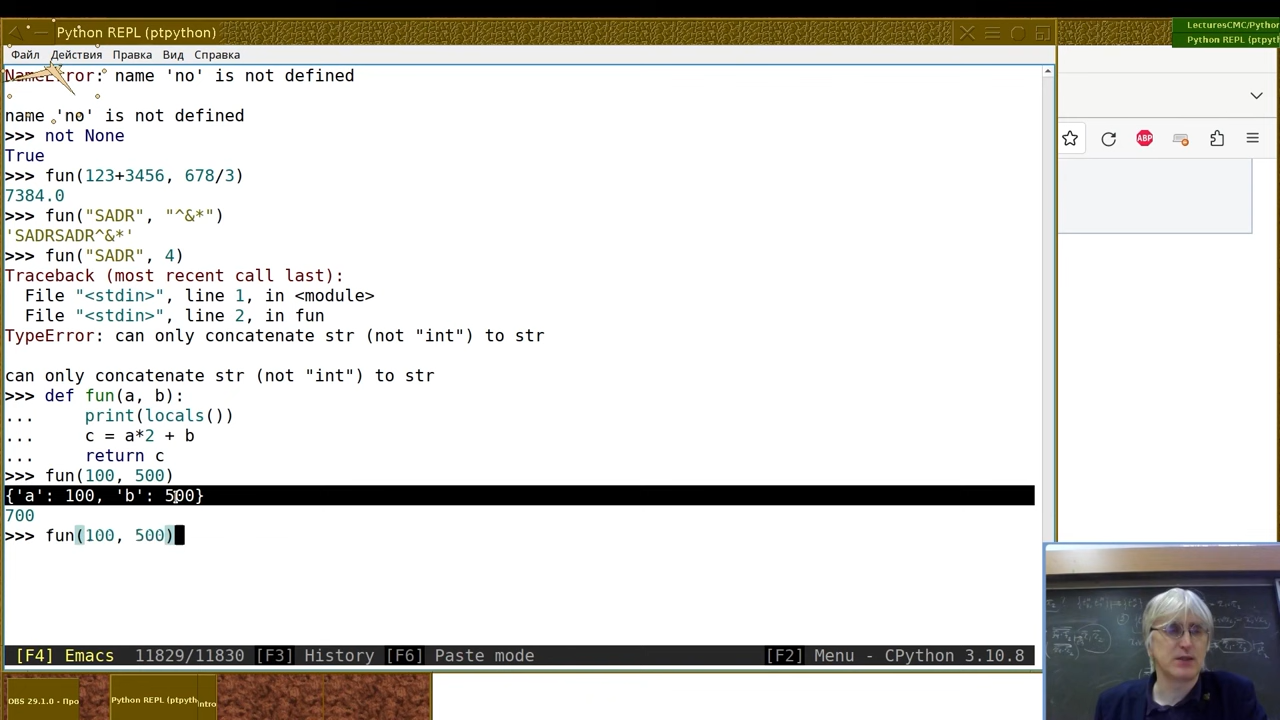 Python REPL (ptpython)
LecturesCMC/Python
Python REPL (ptpyth
Файл Действия Правка Вид Справка
NameError: name 'no' is not defined
name 'no' is not defined
>>> not None
True
>>> fun(123+3456, 678/3)
7384.0
>>> fun("SADR", "^&*")
'SADRSADR^&*'
>>> fun("SADR", 4)
Traceback (most recent call last):
File "<stdin>", line 1, in <module>
File "<stdin>", line 2, in fun
TypeError: can only concatenate str (not "int") to str
can only concatenate str (not "int") to str
>>> def fun(a, b):
... print(locals())
... c = a*2 + b
... return c
>>> fun(100, 500)
{'a': 100, 'b': 500}
700
>>> fun(100, 500)
[F4] Emacs 11829/11830 [F3] History [F6] Paste mode [F2] Menu - CPython 3.10.8
ABP
DBS 29.1.0 - Про
Python REPL (ptpyth
intro